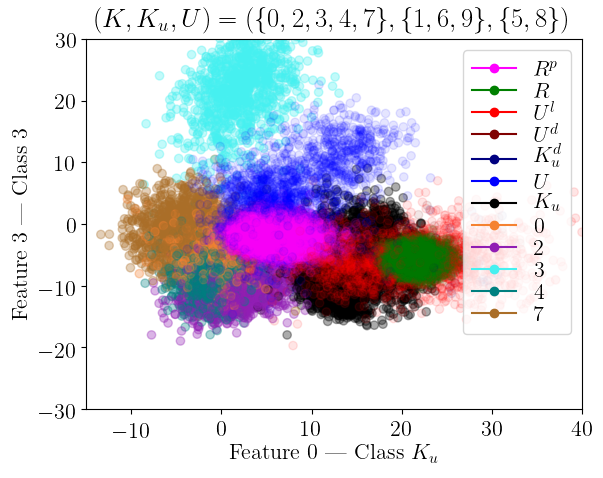 (K, K_u, U) = ({0, 2, 3, 4, 7}, {1, 6, 9}, {5, 8})
30
20
10
0
−10
−20
−30
Feature 3 — Class 3
R^p
R
U^l
U^d
K_u^d
U
K_u
0
2
3
4
7
−10
0
10
20
30
40
Feature 0 — Class K_u